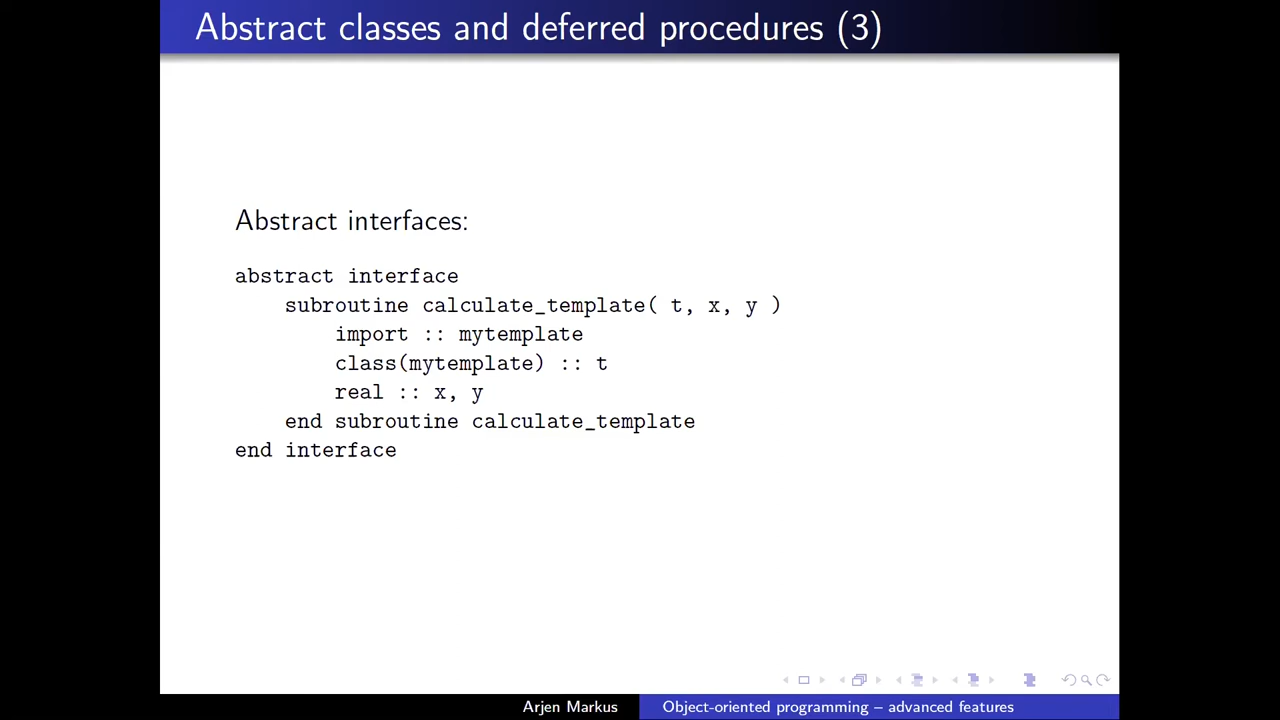 Abstract classes and deferred procedures (3)
Abstract interfaces:
abstract interface
    subroutine calculate_template( t, x, y )
        import :: mytemplate
        class(mytemplate) :: t
        real :: x, y
    end subroutine calculate_template
end interface
Arjen Markus
Object-oriented programming – advanced features